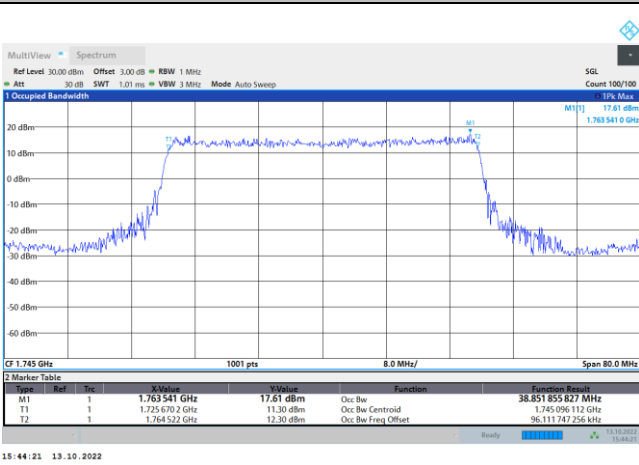 MultiView Spectrum
Ref Level 30.00 dBm Offset 3.00 dB RBW 1 MHz SGL
Att 30 dB SWT 1.01 ms VBW 3 MHz Mode Auto Sweep Count 100/100
1 Occupied Bandwidth 1Pk Max
M1[1] 17.61 dBm
1.763 541 0 GHz
M1
20 dBm
T1 T2
10 dBm
0 dBm
-10 dBm
-20 dBm
-30 dBm
-40 dBm
-50 dBm
-60 dBm
CF 1.745 GHz 1001 pts 8.0 MHz/ Span 80.0 MHz
2 Marker Table
Type Ref Trc X-Value Y-Value Function Function Result
M1 1 1.763 541 GHz 17.61 dBm Occ Bw 38.851 855 827 MHz
T1 1 1.725 670 2 GHz 11.30 dBm Occ Bw Centroid 1.745 096 112 GHz
T2 1 1.764 522 GHz 12.30 dBm Occ Bw Freq Offset 96.111 747 256 kHz
Ready 13.10.2022
15:44:21
15:44:21 13.10.2022